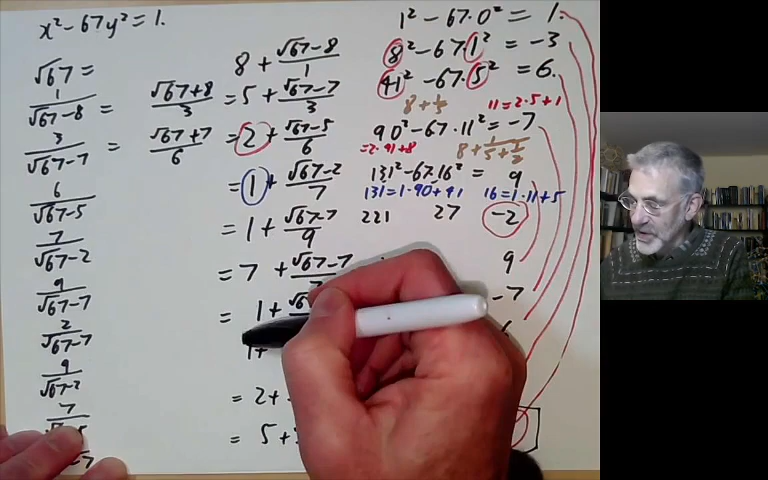 x² - 67y² = 1.
√67 = 8 + (√67-8)/1
1/(√67-8) = (√67+8)/3 = 5 + (√67-7)/3
3/(√67-7) = (√67+7)/6 = 2 + (√67-5)/6
6/(√67-5) = 1 + (√67-2)/7
7/(√67-2) = 1 + (√67-7)/9
9/(√67-7) = 7 + (√67-7)/
2/(√67-7) = 1 +
9/(√67-2) 1+
7/ = 2 +
= 5 +
1² - 67·0² = 1.
8² - 67·1² = -3
41² - 67·5² = 6.
8 + 1/5 11 = 2·5+1
90² - 67·11² = -7
= 2·41+8 8 + 1/(5 + 1/2)
131² - 67·16² = 9
131 = 1·90+41 16 = 1·11+5
221 27 -2
9
-7